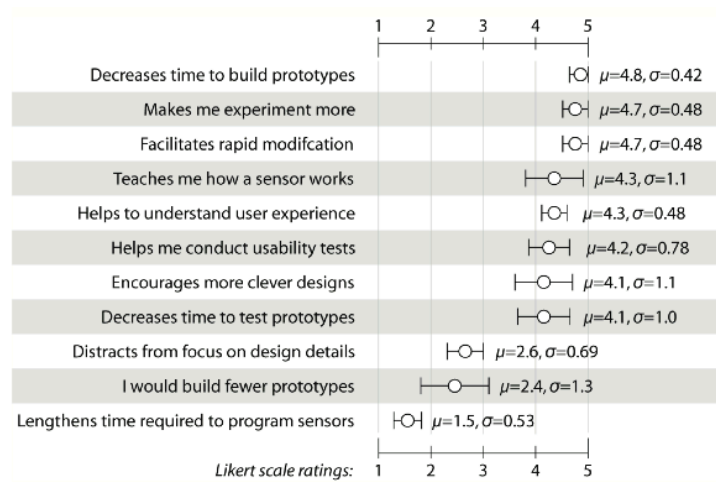 1 2 3 4 5
Decreases time to build prototypes μ=4.8, σ=0.42
Makes me experiment more μ=4.7, σ=0.48
Facilitates rapid modifcation μ=4.7, σ=0.48
Teaches me how a sensor works μ=4.3, σ=1.1
Helps to understand user experience μ=4.3, σ=0.48
Helps me conduct usability tests μ=4.2, σ=0.78
Encourages more clever designs μ=4.1, σ=1.1
Decreases time to test prototypes μ=4.1, σ=1.0
Distracts from focus on design details μ=2.6, σ=0.69
I would build fewer prototypes μ=2.4, σ=1.3
Lengthens time required to program sensors μ=1.5, σ=0.53
Likert scale ratings: 1 2 3 4 5